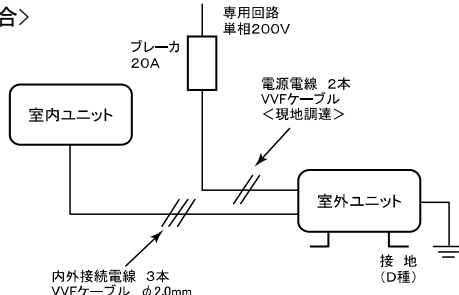 合＞
専用回路
単相200V
ブレーカ
20A
電源電線 2本
VVFケーブル
＜現地調達＞
室内ユニット
室外ユニット
接 地
(D種)
内外接続電線 3本
VVFケーブル φ2.0mm